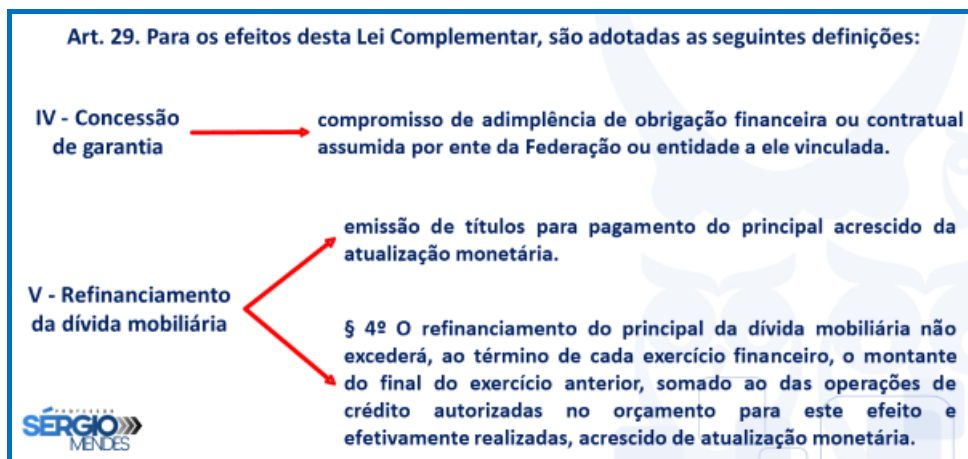 Art. 29. Para os efeitos desta Lei Complementar, são adotadas as seguintes definições:
IV - Concessão
de garantia
compromisso de adimplência de obrigação financeira ou contratual
assumida por ente da Federação ou entidade a ele vinculada.
V - Refinanciamento
da dívida mobiliária
emissão de títulos para pagamento do principal acrescido da
atualização monetária.
§ 4º O refinanciamento do principal da dívida mobiliária não
excederá, ao término de cada exercício financeiro, o montante
do final do exercício anterior, somado ao das operações de
crédito autorizadas no orçamento para este efeito e
efetivamente realizadas, acrescido de atualização monetária.
PROFESSOR
SÉRGIO
MENDES